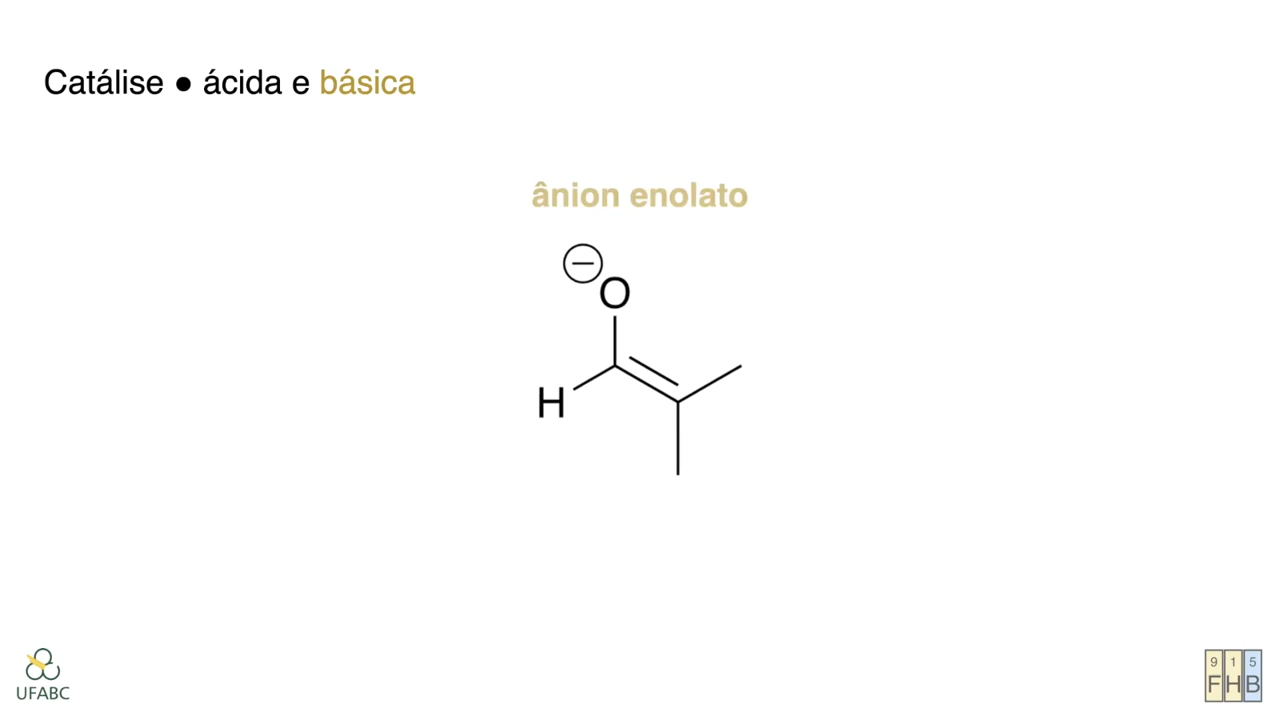 Catálise ● ácida e básica
ânion enolato
⊖
O
H
UFABC
9 1 5
F H B